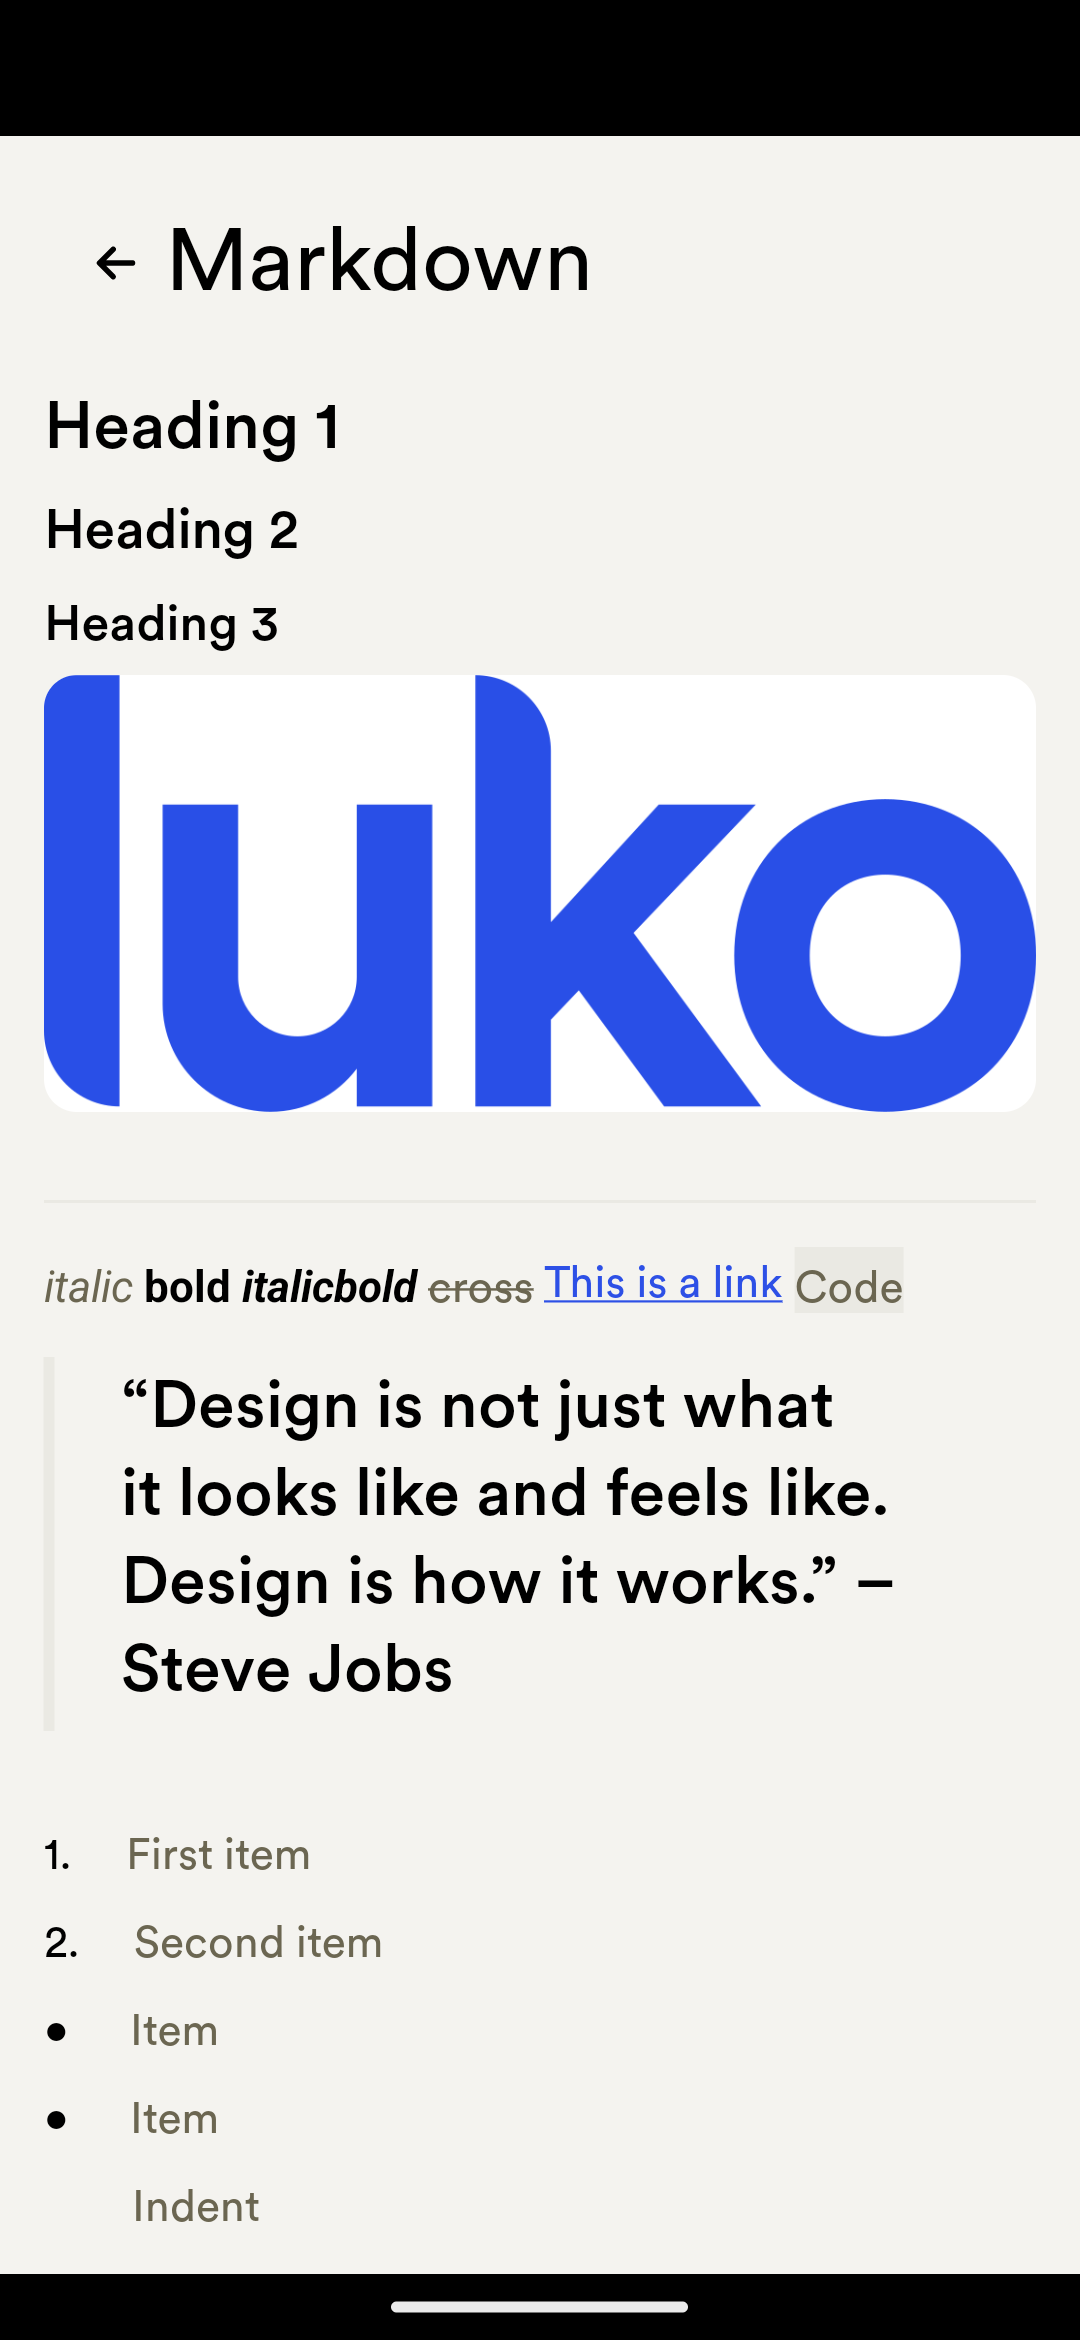 Markdown
Heading 1
Heading 2
Heading 3
luko
italic bold italicbold cross This is a link Code
“Design is not just what
it looks like and feels like.
Design is how it works.” –
Steve Jobs
1. First item
2. Second item
● Item
● Item
Indent